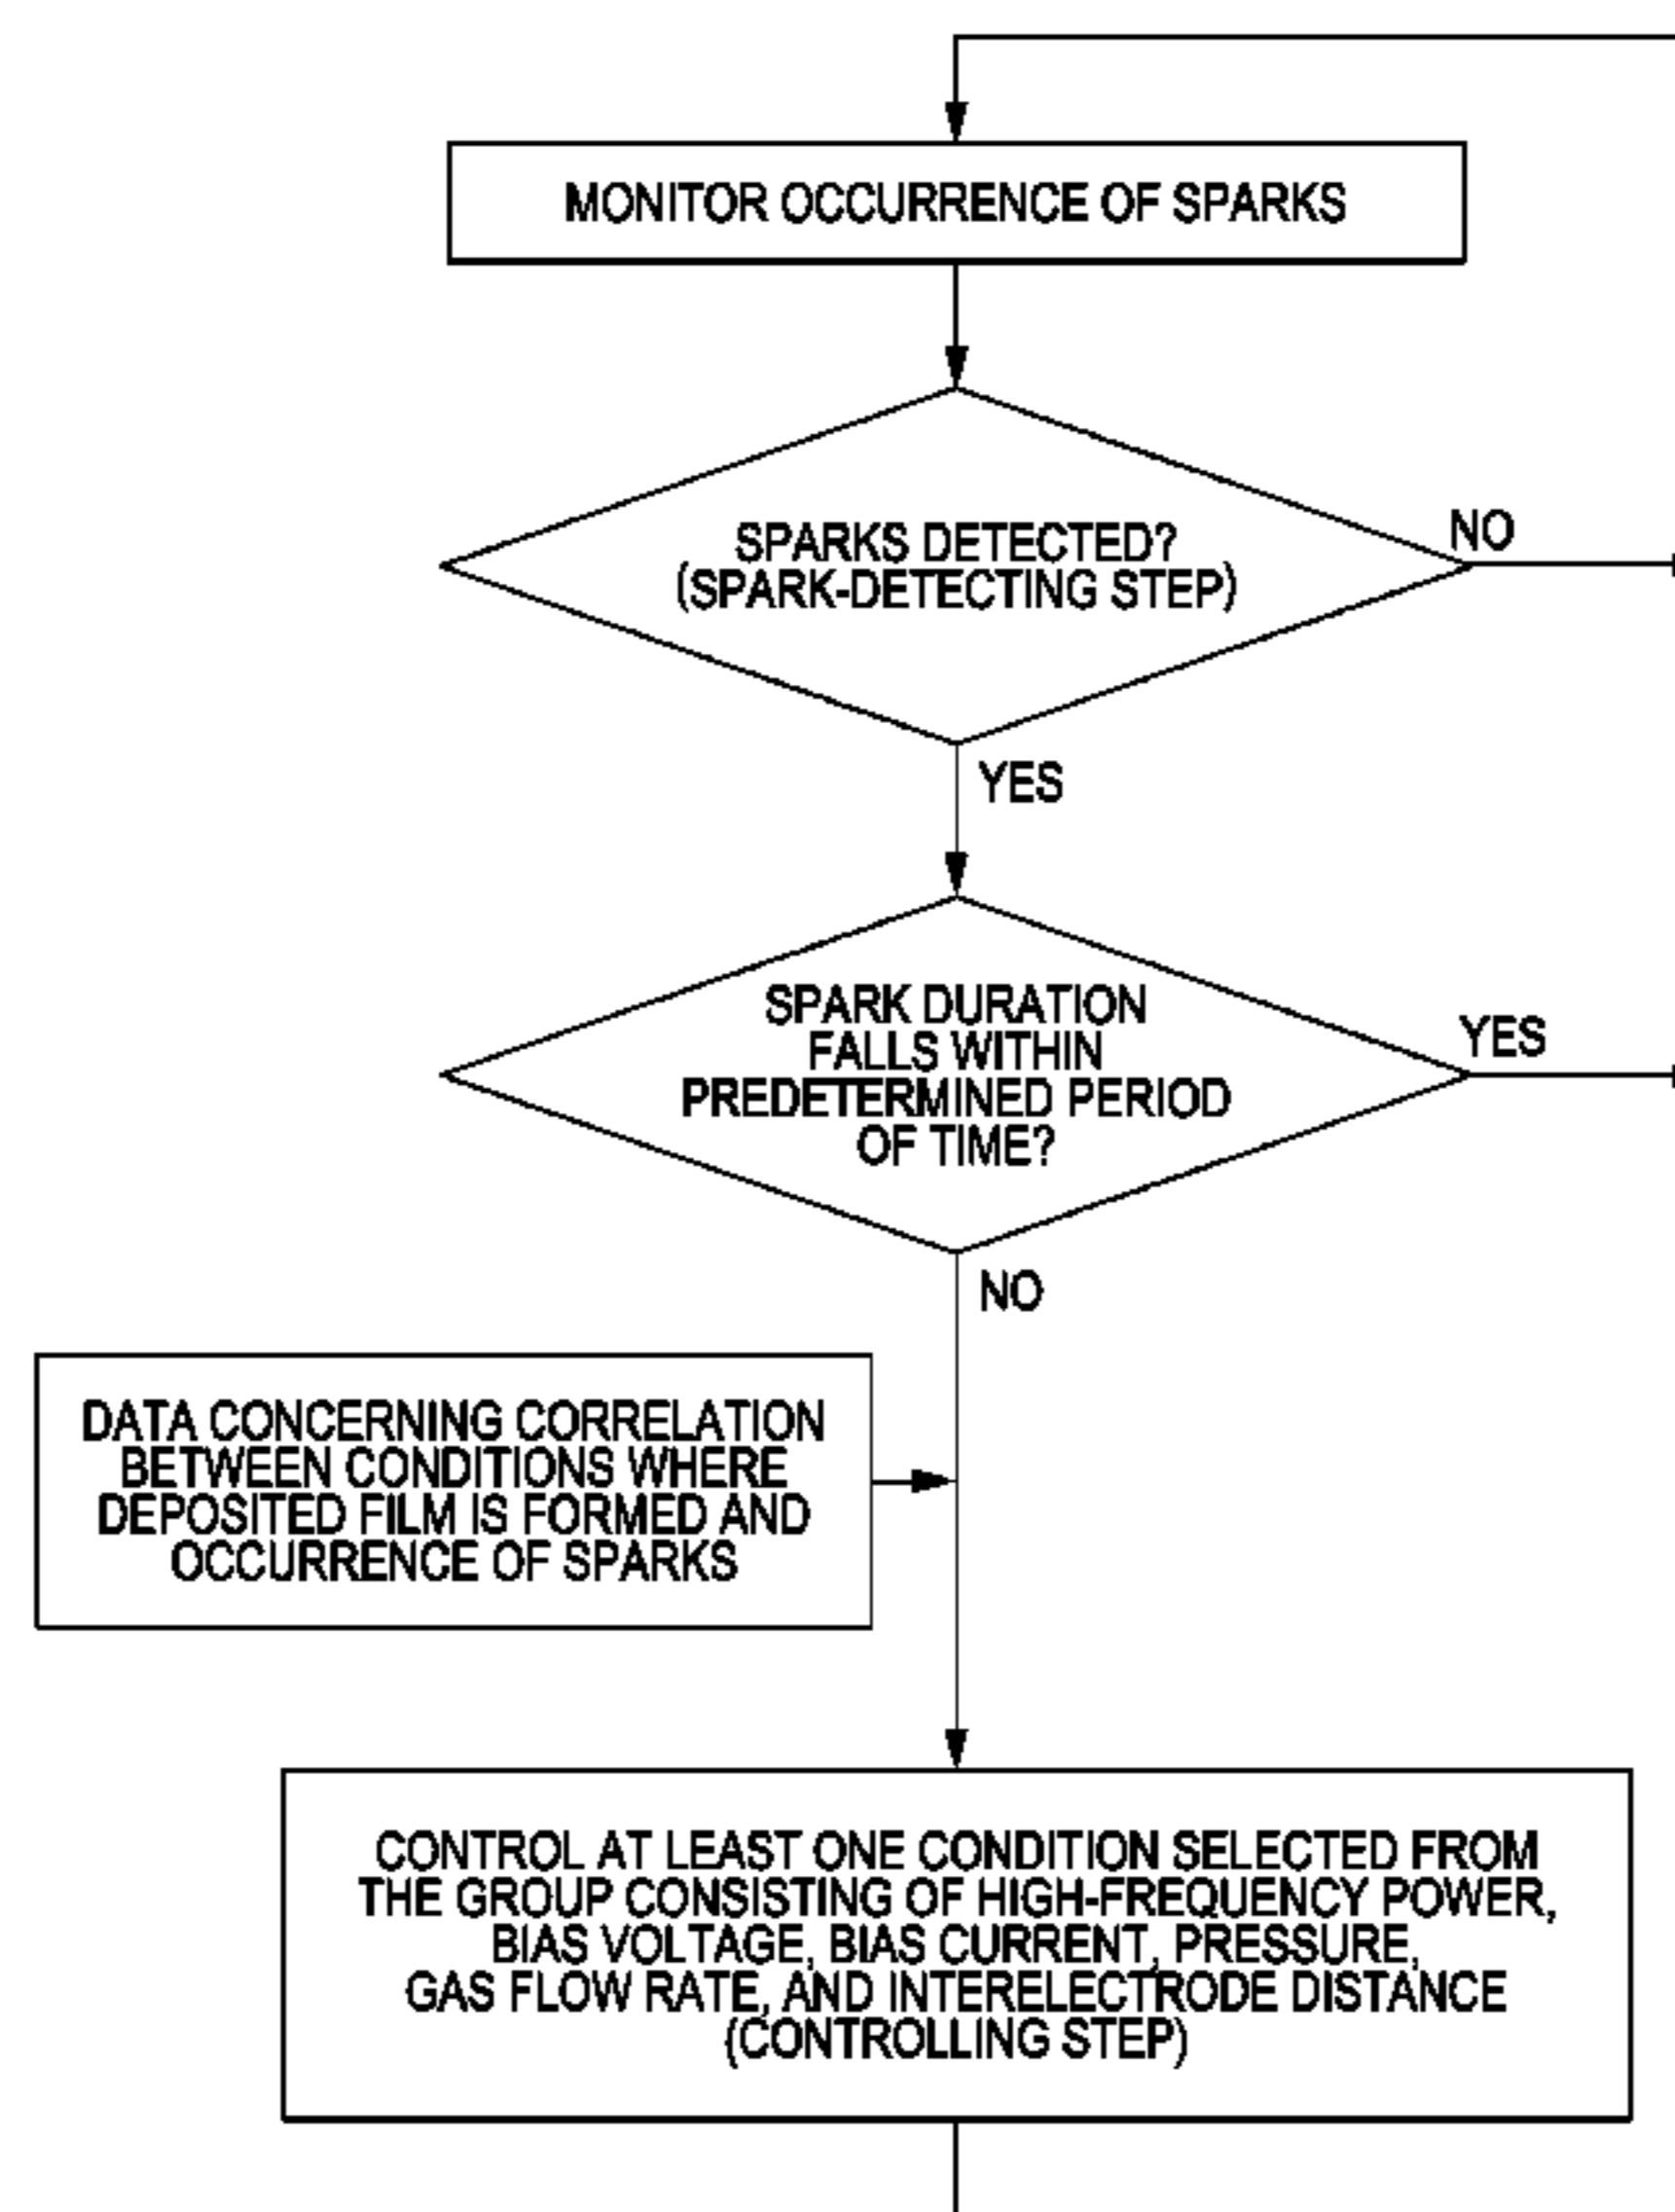 MONITOR OCCURRENCE OF SPARKS
SPARKS DETECTED?
(SPARK-DETECTING STEP)
NO
YES
SPARK DURATION
FALLS WITHIN
PREDETERMINED PERIOD
OF TIME?
YES
NO
DATA CONCERNING CORRELATION
BETWEEN CONDITIONS WHERE
DEPOSITED FILM IS FORMED AND
OCCURRENCE OF SPARKS
CONTROL AT LEAST ONE CONDITION SELECTED FROM
THE GROUP CONSISTING OF HIGH-FREQUENCY POWER,
BIAS VOLTAGE, BIAS CURRENT, PRESSURE,
GAS FLOW RATE, AND INTERELECTRODE DISTANCE
(CONTROLLING STEP)